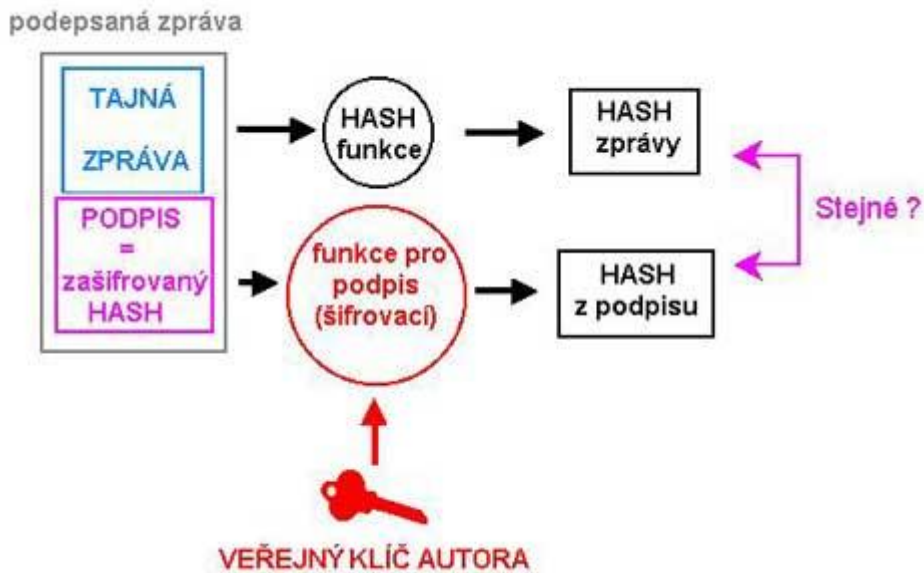 podepsaná zpráva
TAJNÁ
ZPRÁVA
PODPIS
=
zašifrovaný
HASH
HASH
funkce
HASH
zprávy
funkce pro
podpis
(šifrovací)
HASH
z podpisu
Stejné ?
VEŘEJNÝ KLÍČ AUTORA